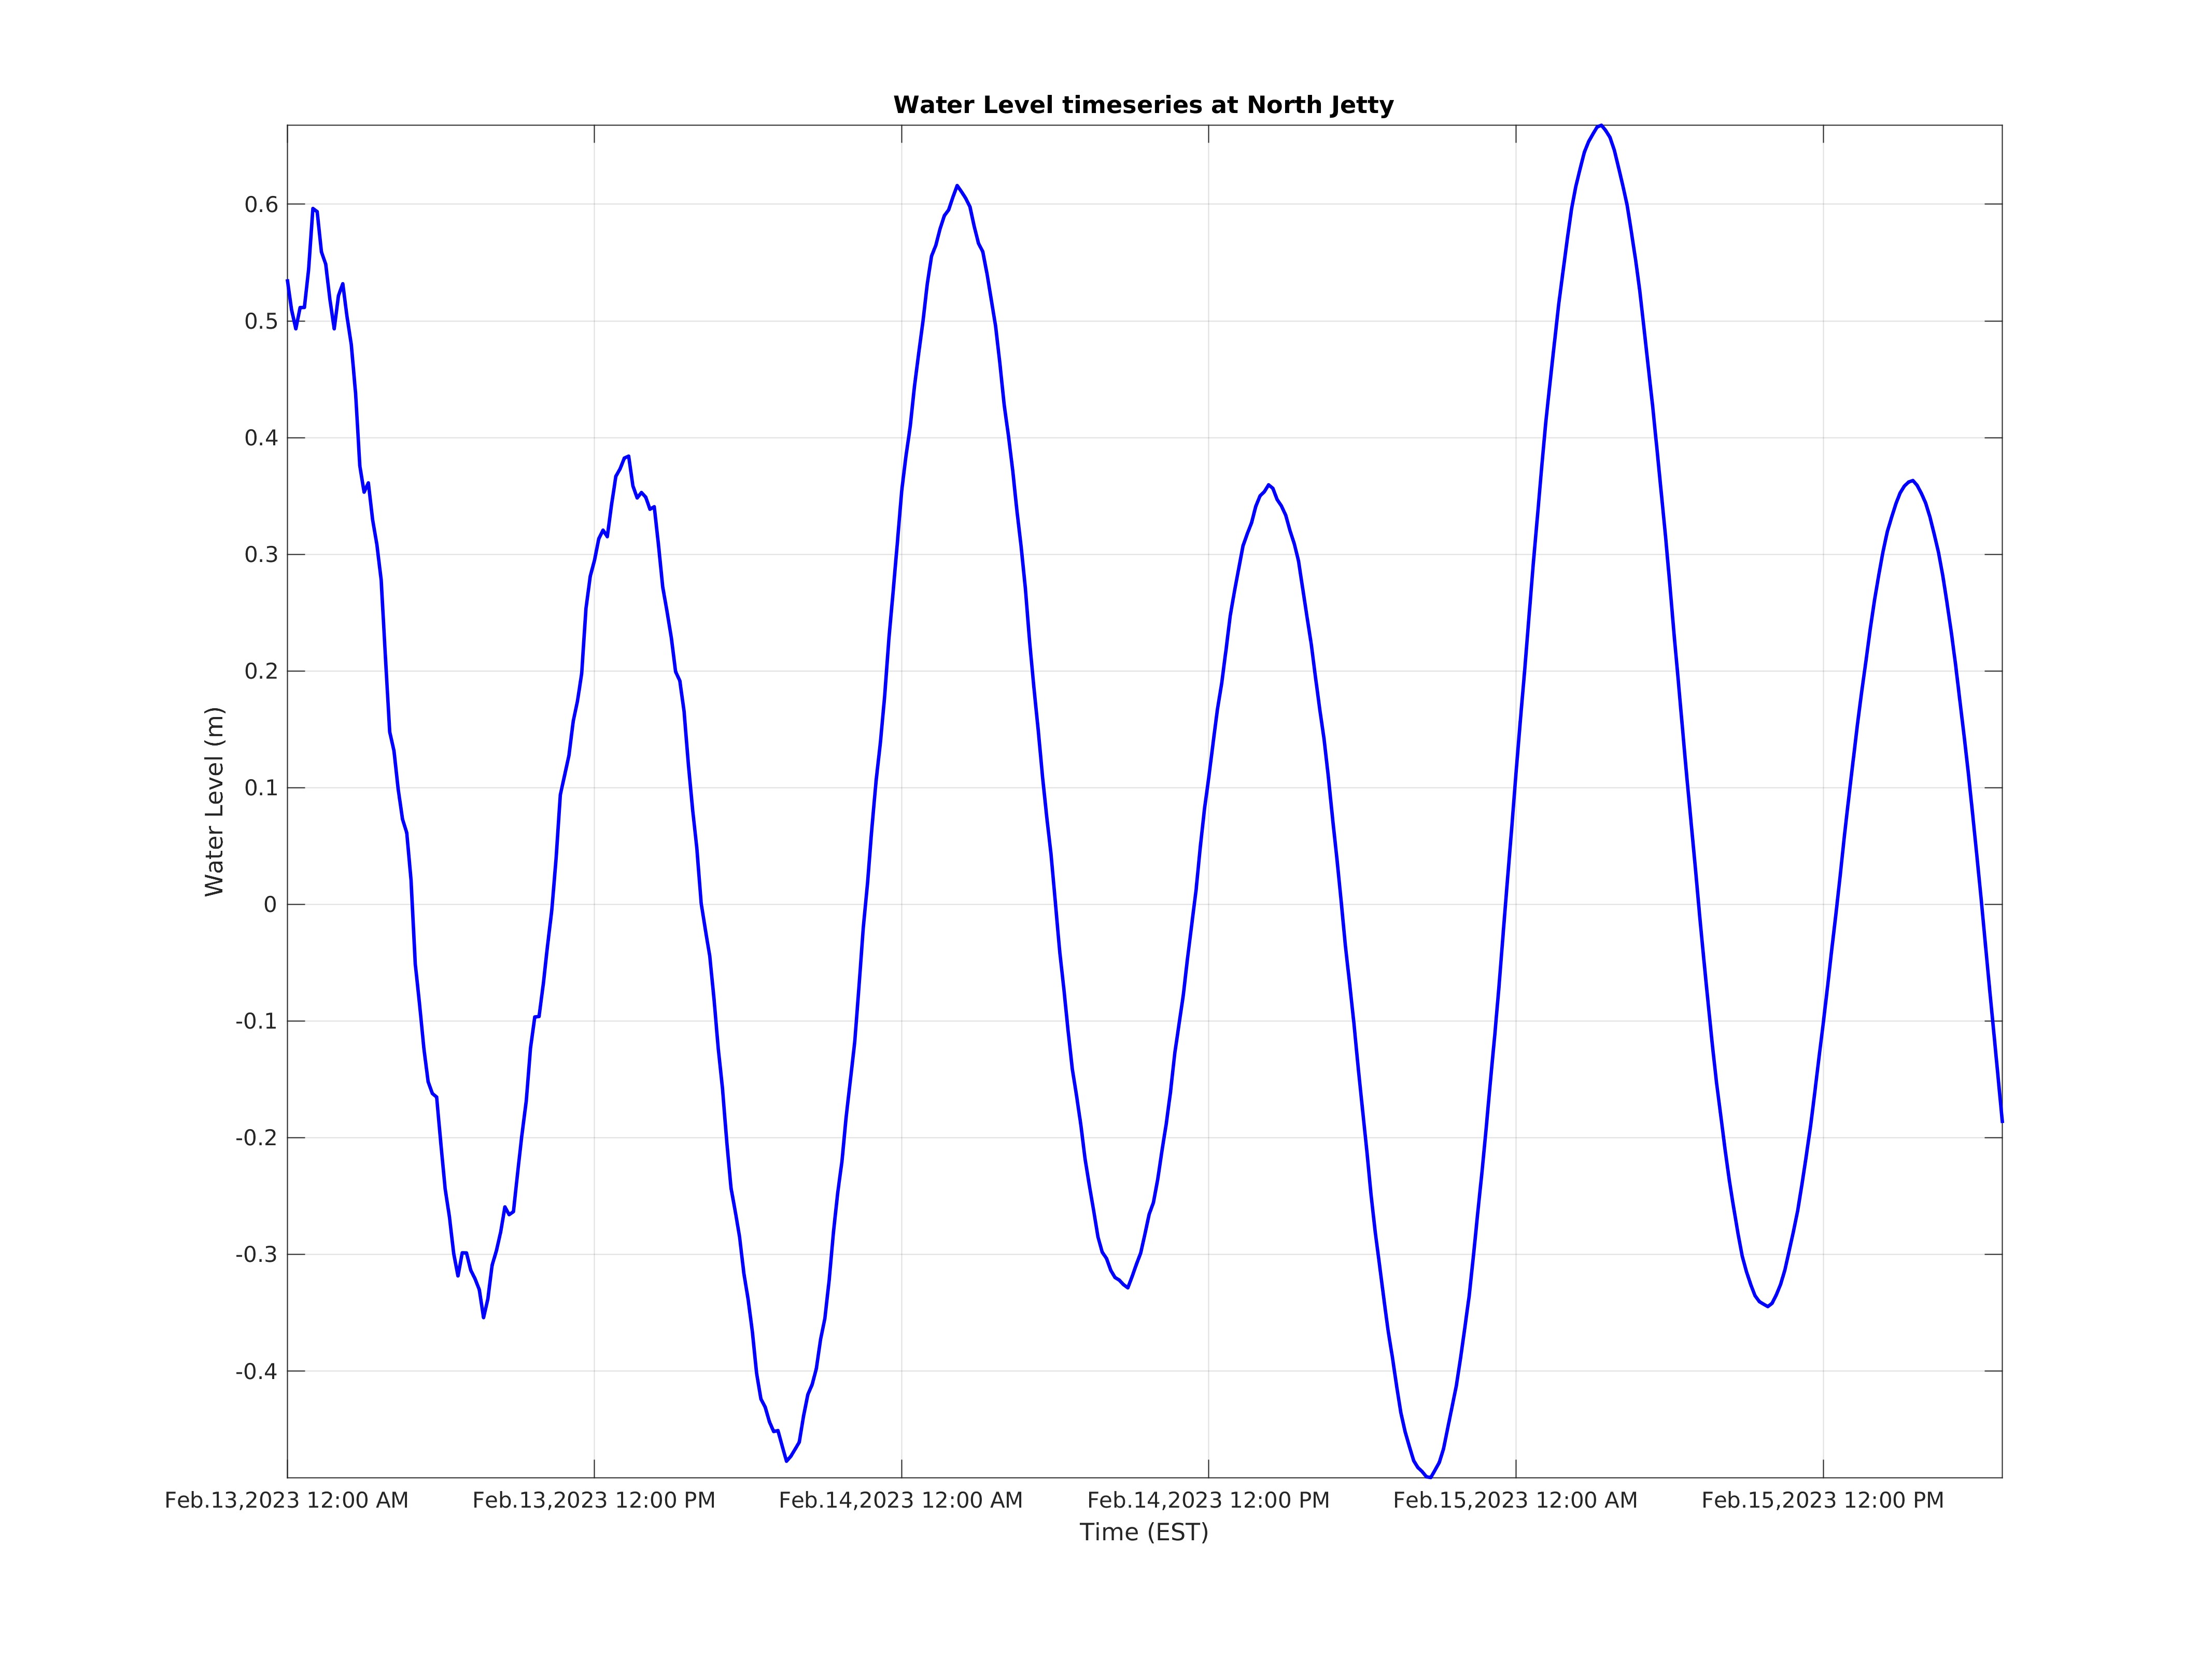 Water Level timeseries at North Jetty
0.6
0.5
0.4
0.3
0.2
0.1
0
-0.1
-0.2
-0.3
-0.4
Water Level (m)
Feb.13,2023 12:00 AM Feb.13,2023 12:00 PM Feb.14,2023 12:00 AM Feb.14,2023 12:00 PM Feb.15,2023 12:00 AM Feb.15,2023 12:00 PM
Time (EST)